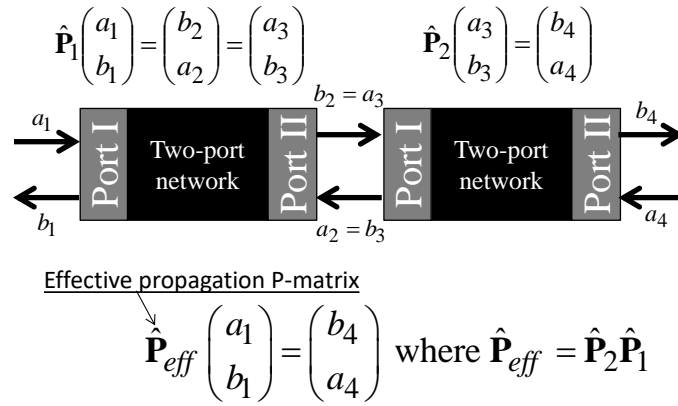 P̂₁(a₁ b₁) = (b₂ a₂) = (a₃ b₃)
P̂₂(a₃ b₃) = (b₄ a₄)
b₂ = a₃
a₁
b₄
Port I
Two-port
network
Port II
Port I
Two-port
network
Port II
b₁
a₂ = b₃
a₄
Effective propagation P-matrix
P̂eff (a₁ b₁) = (b₄ a₄) where P̂eff = P̂₂P̂₁